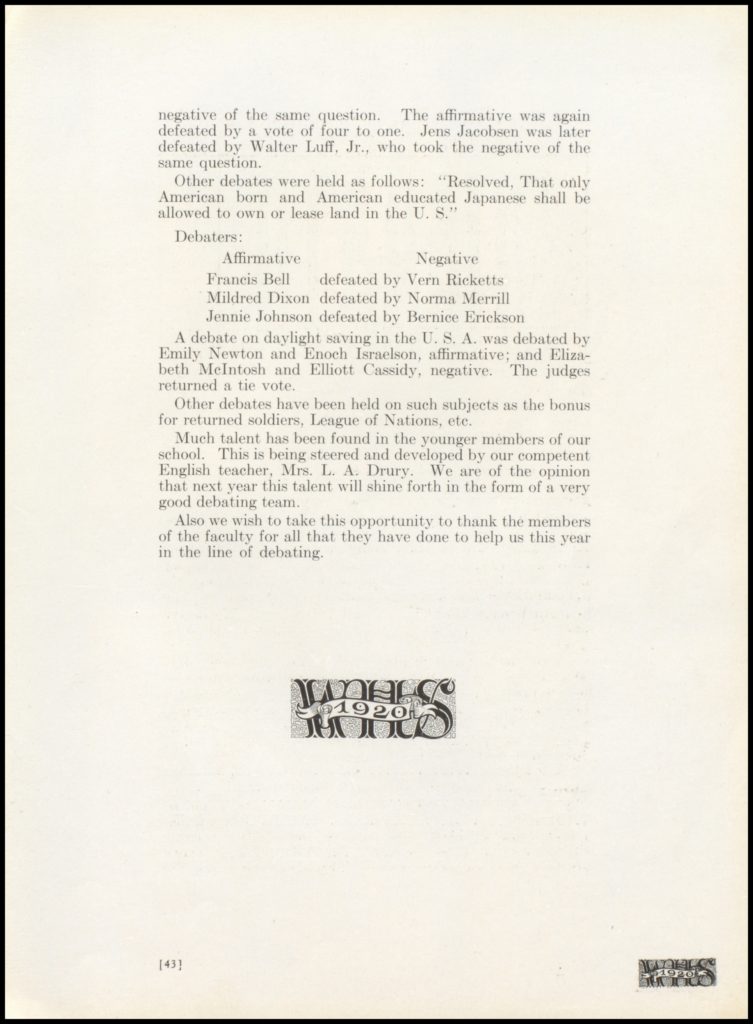 negative of the same question. The affirmative was again
defeated by a vote of four to one. Jens Jacobsen was later
defeated by Walter Luff, Jr., who took the negative of the
same question.
Other debates were held as follows: “Resolved, That only
American born and American educated Japanese shall be
allowed to own or lease land in the U. S.”
Debaters:
Affirmative Negative
Francis Bell defeated by Vern Ricketts
Mildred Dixon defeated by Norma Merrill
Jennie Johnson defeated by Bernice Erickson
A debate on daylight saving in the U. S. A. was debated by
Emily Newton and Enoch Israelson, affirmative; and Eliza-
beth McIntosh and Elliott Cassidy, negative. The judges
returned a tie vote.
Other debates have been held on such subjects as the bonus
for returned soldiers, League of Nations, etc.
Much talent has been found in the younger members of our
school. This is being steered and developed by our competent
English teacher, Mrs. L. A. Drury. We are of the opinion
that next year this talent will shine forth in the form of a very
good debating team.
Also we wish to take this opportunity to thank the members
of the faculty for all that they have done to help us this year
in the line of debating.
1920
[43]
1920